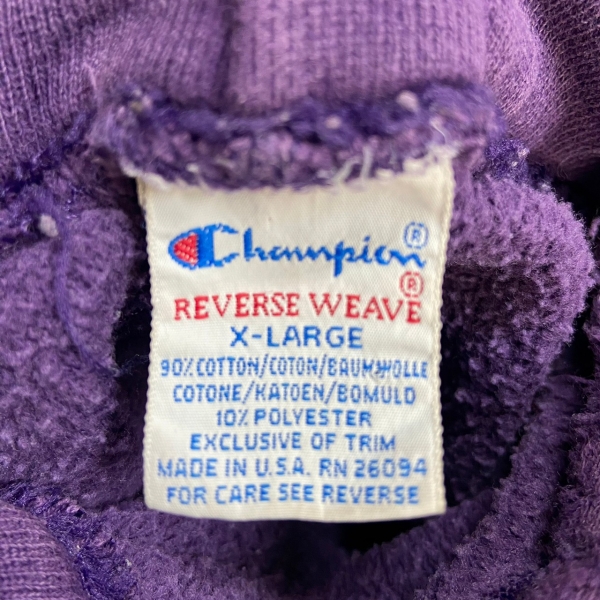 Champion®
REVERSE WEAVE®
X-LARGE
90% COTTON/COTON/BAUMWOLLE
COTONE/KATOEN/BOMULD
10% POLYESTER
EXCLUSIVE OF TRIM
MADE IN U.S.A. RN 26094
FOR CARE SEE REVERSE